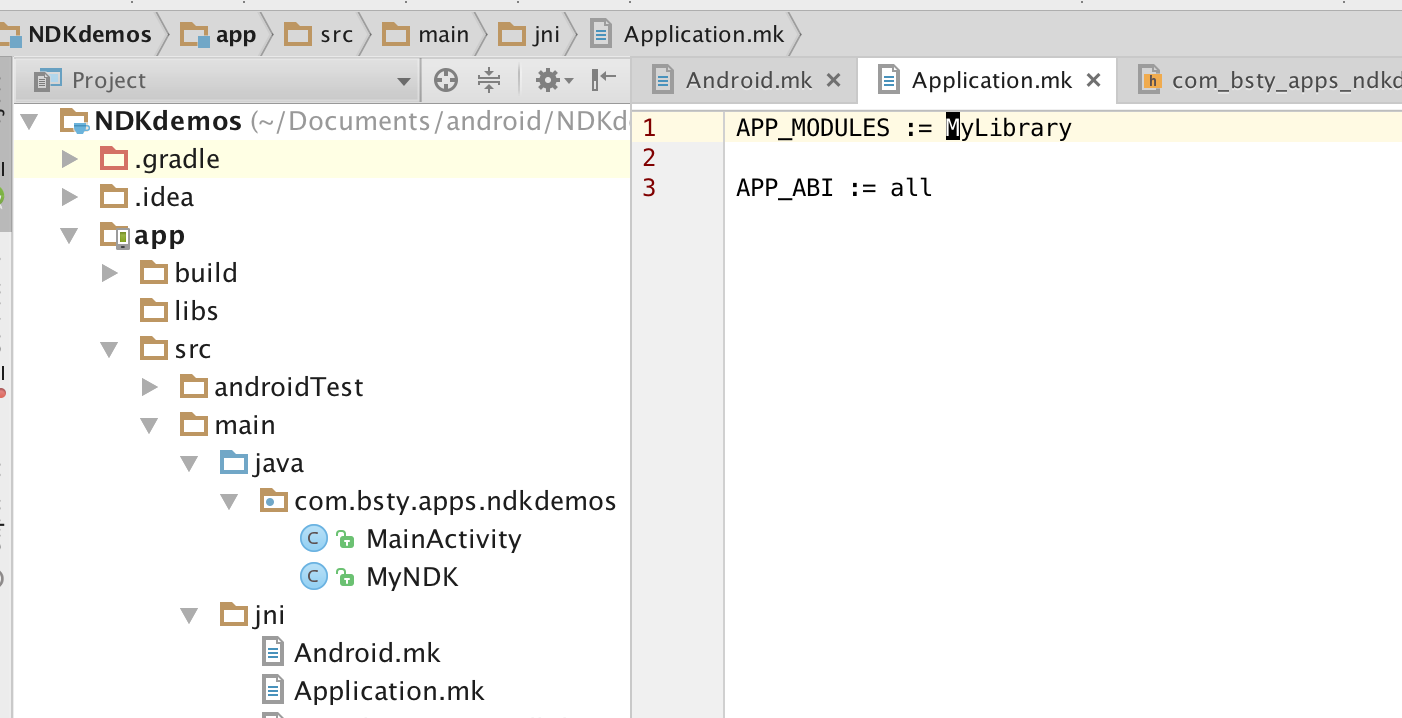 NDKdemos app src main jni Application.mk
Project
Android.mk Application.mk com_bsty_apps_ndkd
NDKdemos (~/Documents/android/NDKd
.gradle
.idea
app
build
libs
src
androidTest
main
java
com.bsty.apps.ndkdemos
C MainActivity
C MyNDK
jni
Android.mk
Application.mk
1 APP_MODULES := MyLibrary
2
3 APP_ABI := all